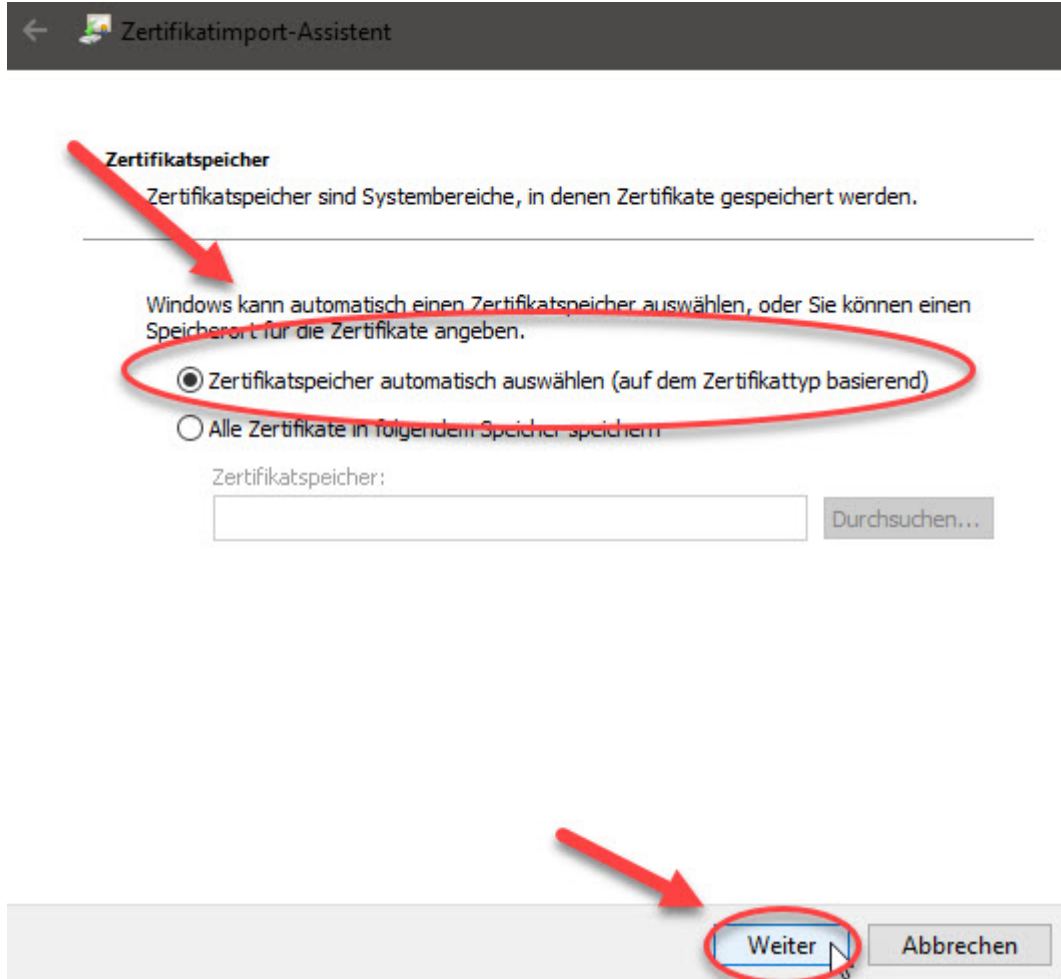 Zertifikatimport-Assistent
Zertifikatspeicher
Zertifikatspeicher sind Systembereiche, in denen Zertifikate gespeichert werden.
Windows kann automatisch einen Zertifikatspeicher auswählen, oder Sie können einen
Speicherort für die Zertifikate angeben.
Zertifikatspeicher automatisch auswählen (auf dem Zertifikattyp basierend)
Alle Zertifikate in folgendem Speicher speichern
Zertifikatspeicher:
Durchsuchen...
Weiter Abbrechen